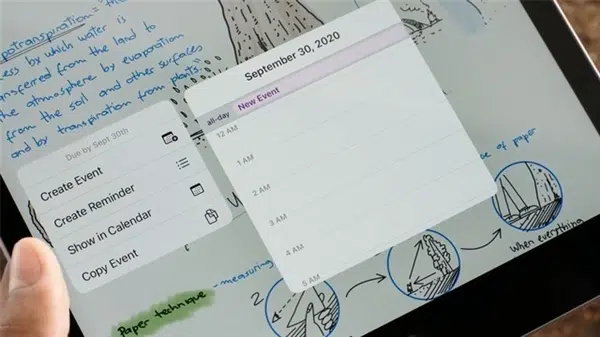 potranspiration" the
ess by which water is
transferred from the land to
the atmosphere by evaporation
from the soil and other surfaces
and by transpiration from plants".
Due by Sept 30th
Create Event
Create Reminder
Show in Calendar
Copy Event
September 30, 2020
all-day New Event
12 AM
1 AM
2 AM
3 AM
4 AM
5 AM
e of paper
- measuring
Paper technique
2
When everything